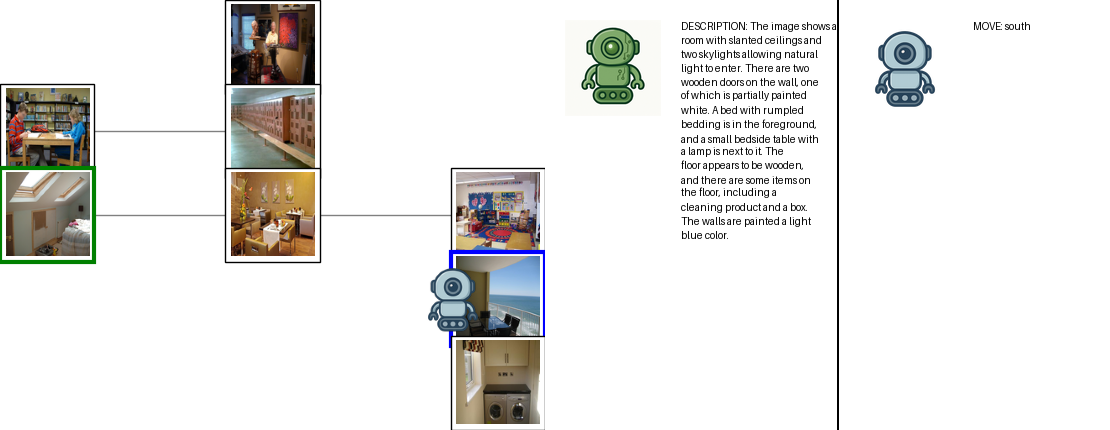 DESCRIPTION: The image shows a
room with slanted ceilings and
two skylights allowing natural
light to enter. There are two
wooden doors on the wall, one
of which is partially painted
white. A bed with rumpled
bedding is in the foreground,
and a small bedside table with
a lamp is next to it. The
floor appears to be wooden,
and there are some items on
the floor, including a
cleaning product and a box.
The walls are painted a light
blue color.
MOVE: south